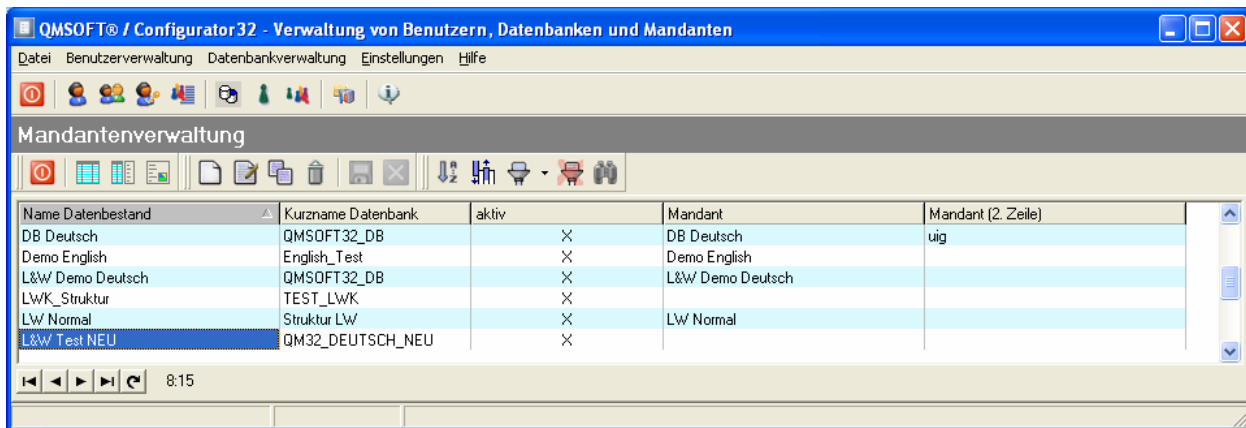 QMSOFT® / Configurator32 - Verwaltung von Benutzern, Datenbanken und Mandanten
Datei Benutzerverwaltung Datenbankverwaltung Einstellungen Hilfe
Mandantenverwaltung
Name Datenbestand Kurzname Datenbank aktiv Mandant Mandant (2. Zeile)
DB Deutsch QMSOFT32_DB X DB Deutsch uig
Demo English English_Test X Demo English
L&W Demo Deutsch QMSOFT32_DB X L&W Demo Deutsch
LWK_Struktur TEST_LWK X
LW Normal Struktur LW X LW Normal
L&W Test NEU QM32_DEUTSCH_NEU X
8:15